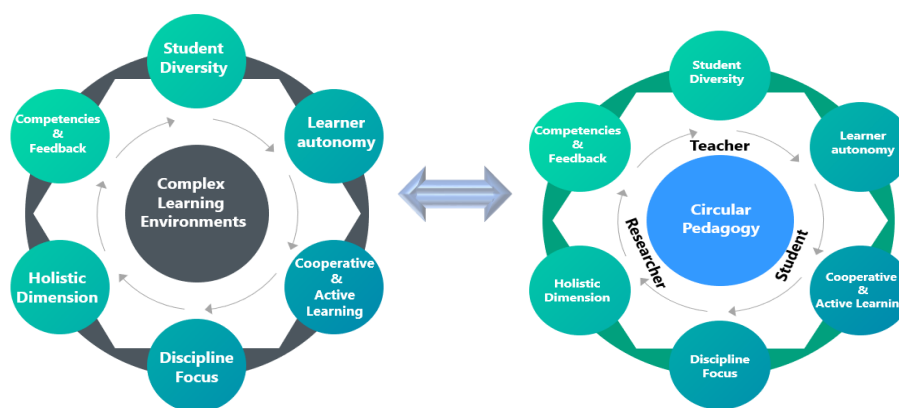 Student
Diversity
Competencies
&
Feedback
Learner
autonomy
Complex
Learning
Environments
Holistic
Dimension
Cooperative
&
Active
Learning
Discipline
Focus
Student
Diversity
Competencies
&
Feedback
Teacher
Learner
autonomy
Circular
Pedagogy
Researcher
Student
Holistic
Dimension
Cooperative
&
Active Learning
Discipline
Focus